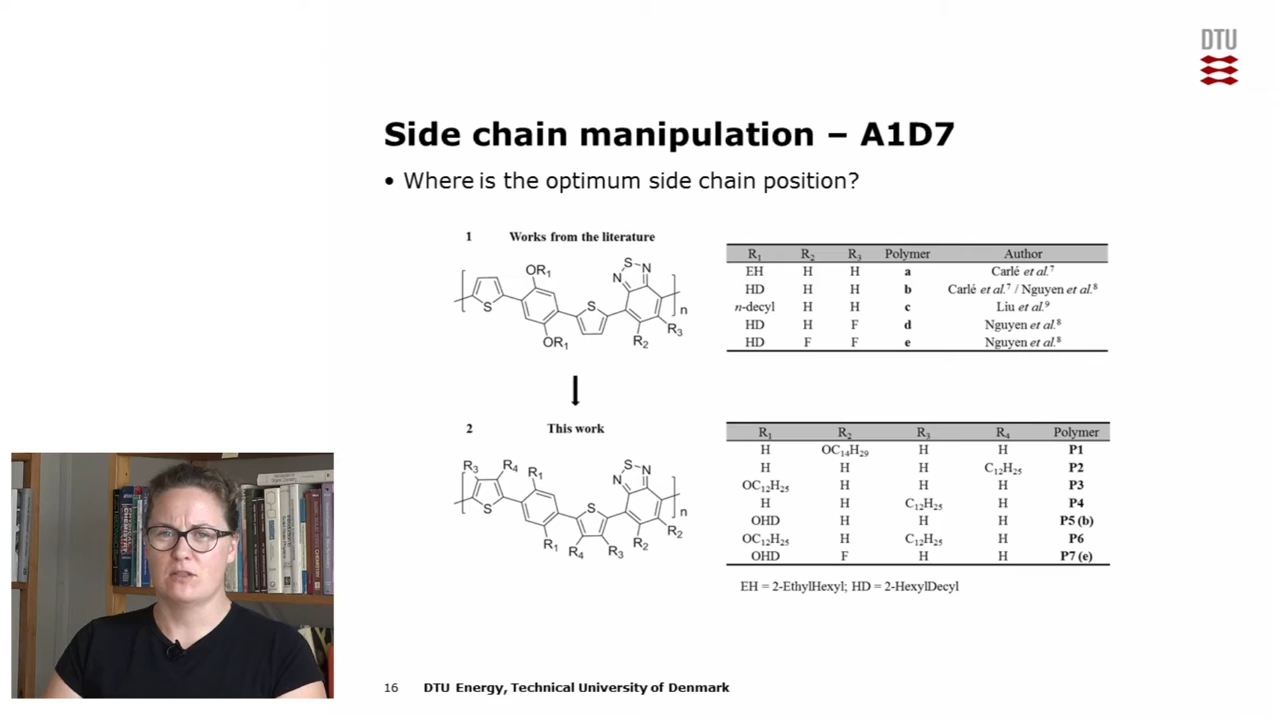 DTU
Side chain manipulation – A1D7
• Where is the optimum side chain position?
1 Works from the literature
OR₁
S
N
N
S
S
n
R₃
OR₁
R₂
R₁ R₂ R₃ Polymer Author
EH H H a Carlé et al.⁷
HD H H b Carlé et al.⁷ / Nguyen et al.⁸
n-decyl H H c Liu et al.⁹
HD H F d Nguyen et al.⁸
HD F F e Nguyen et al.⁸
2 This work
R₃ R₄ R₁
S
N
N
S
S
n
R₁ R₄ R₃ R₂ R₂
R₁ R₂ R₃ R₄ Polymer
H OC₁₄H₂₉ H H P1
H H H C₁₂H₂₅ P2
OC₁₂H₂₅ H H H P3
H H C₁₂H₂₅ H P4
OHD H H H P5 (b)
OC₁₂H₂₅ H C₁₂H₂₅ H P6
OHD F H H P7 (e)
EH = 2-EthylHexyl; HD = 2-HexylDecyl
16 DTU Energy, Technical University of Denmark